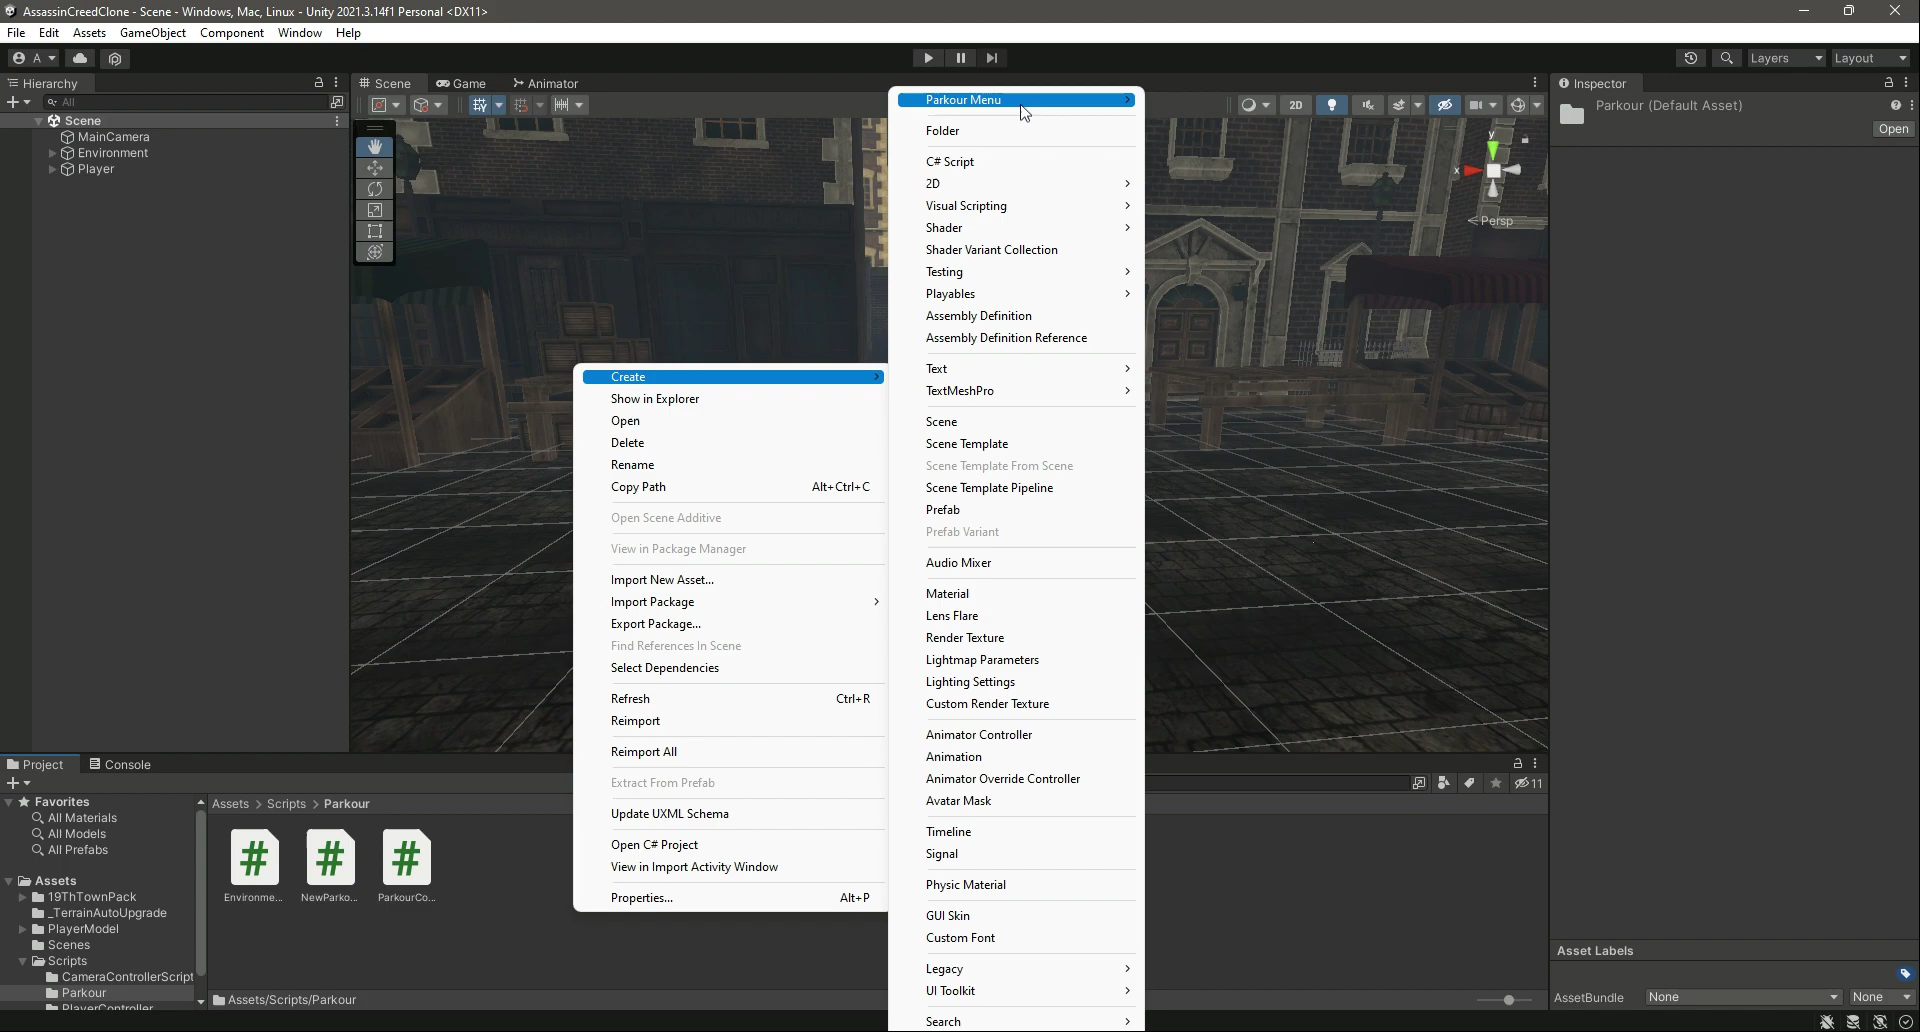 AssassinCreedClone - Scene - Windows, Mac, Linux - Unity 2021.3.14f1 Personal <DX11>
File Edit Assets GameObject Component Window Help
A
Layers Layout
Hierarchy
Scene Game Animator
Inspector
All
2D
Parkour (Default Asset)
Open
Scene
MainCamera
Environment
Player
y
x
Persp
Parkour Menu
Folder
C# Script
2D
Visual Scripting
Shader
Shader Variant Collection
Testing
Playables
Assembly Definition
Assembly Definition Reference
Text
TextMeshPro
Scene
Scene Template
Scene Template From Scene
Scene Template Pipeline
Prefab
Prefab Variant
Audio Mixer
Material
Lens Flare
Render Texture
Lightmap Parameters
Lighting Settings
Custom Render Texture
Animator Controller
Animation
Animator Override Controller
Avatar Mask
Timeline
Signal
Physic Material
GUI Skin
Custom Font
Legacy
UI Toolkit
Search
Create
Show in Explorer
Open
Delete
Rename
Copy Path Alt+Ctrl+C
Open Scene Additive
View in Package Manager
Import New Asset...
Import Package
Export Package...
Find References In Scene
Select Dependencies
Refresh Ctrl+R
Reimport
Reimport All
Extract From Prefab
Update UXML Schema
Open C# Project
View in Import Activity Window
Properties... Alt+P
Project Console
11
Favorites
All Materials
All Models
All Prefabs
Assets
19ThTownPack
_TerrainAutoUpgrade
PlayerModel
Scenes
Scripts
CameraControllerScript
Parkour
PlayerController
Assets > Scripts > Parkour
Environme... NewParko... ParkourCo...
Assets/Scripts/Parkour
Asset Labels
AssetBundle None None